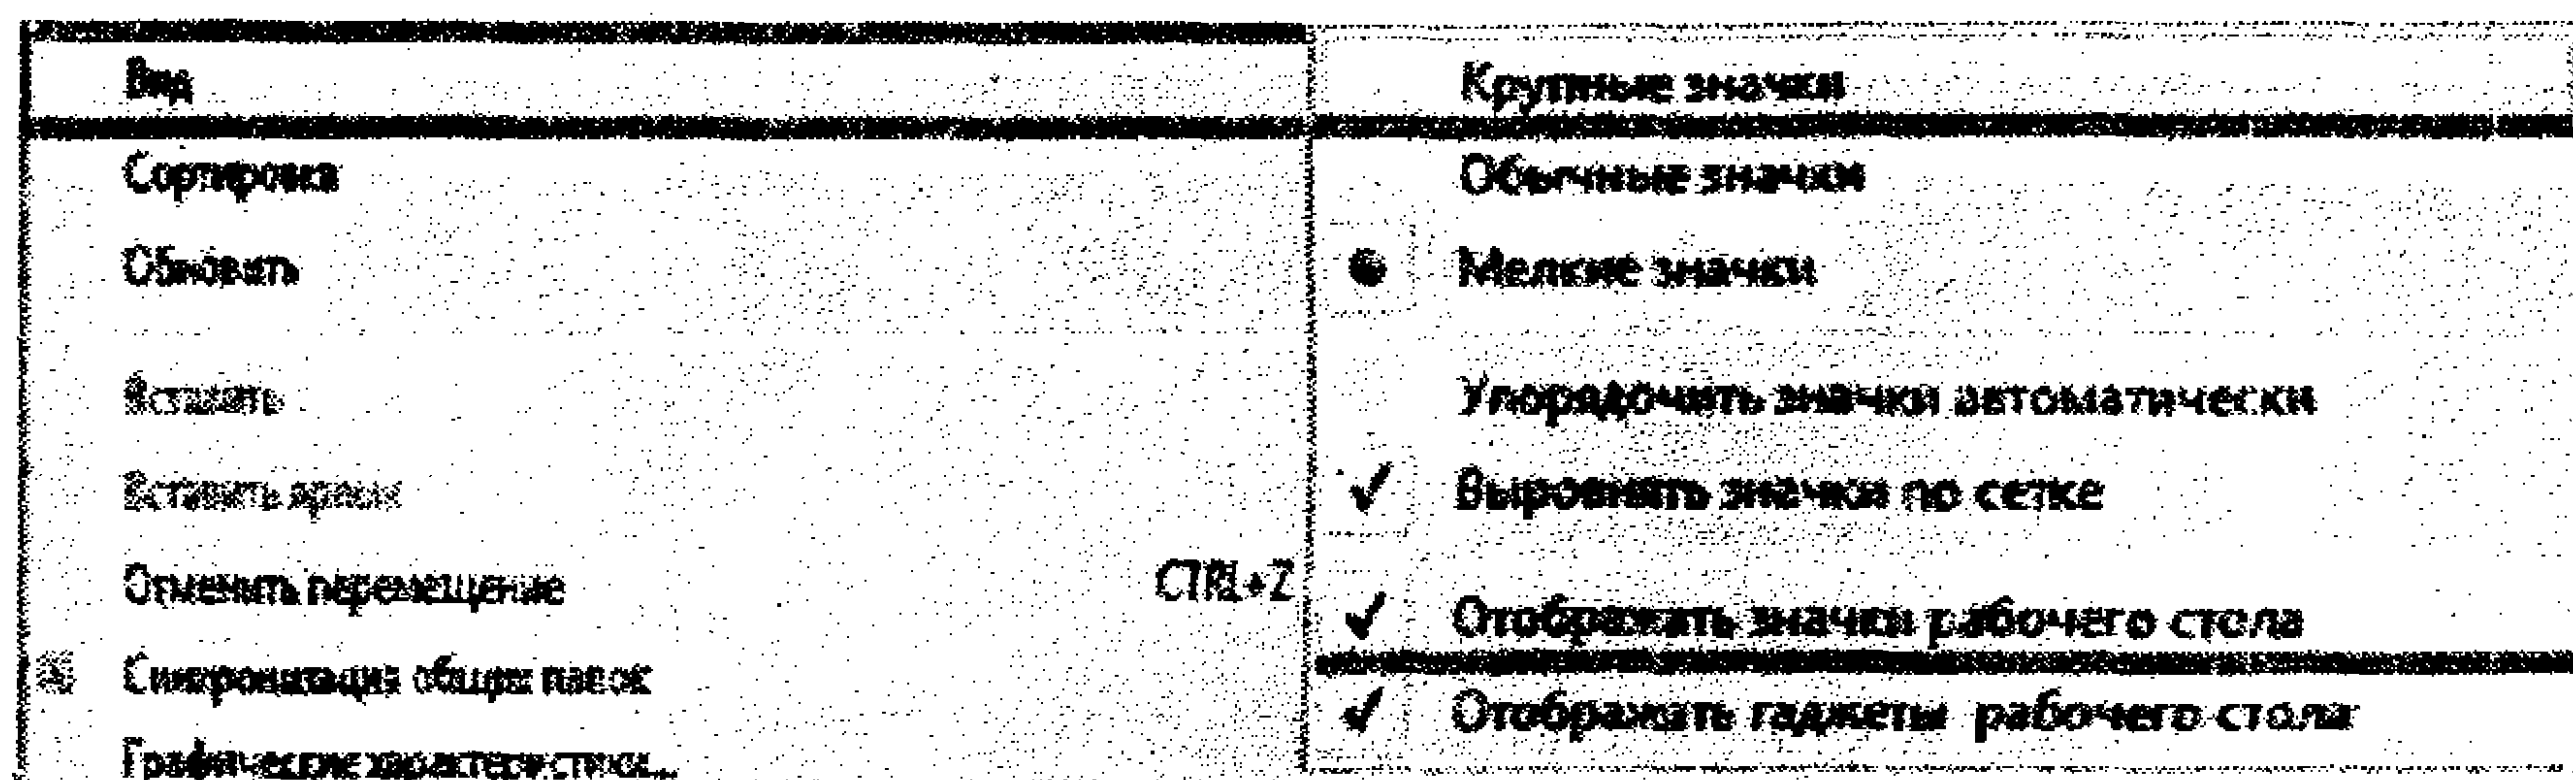 Вид
Сортировка
Обновить
Вставить
Вставить ярлык
Отменить перемещение CTRL+Z
Синхронизация общих папок
Графические характеристики...
Крупные значки
Обычные значки
Мелкие значки
Упорядочить значки автоматически
Выровнять значки по сетке
Отображать значки рабочего стола
Отображать гаджеты рабочего стола